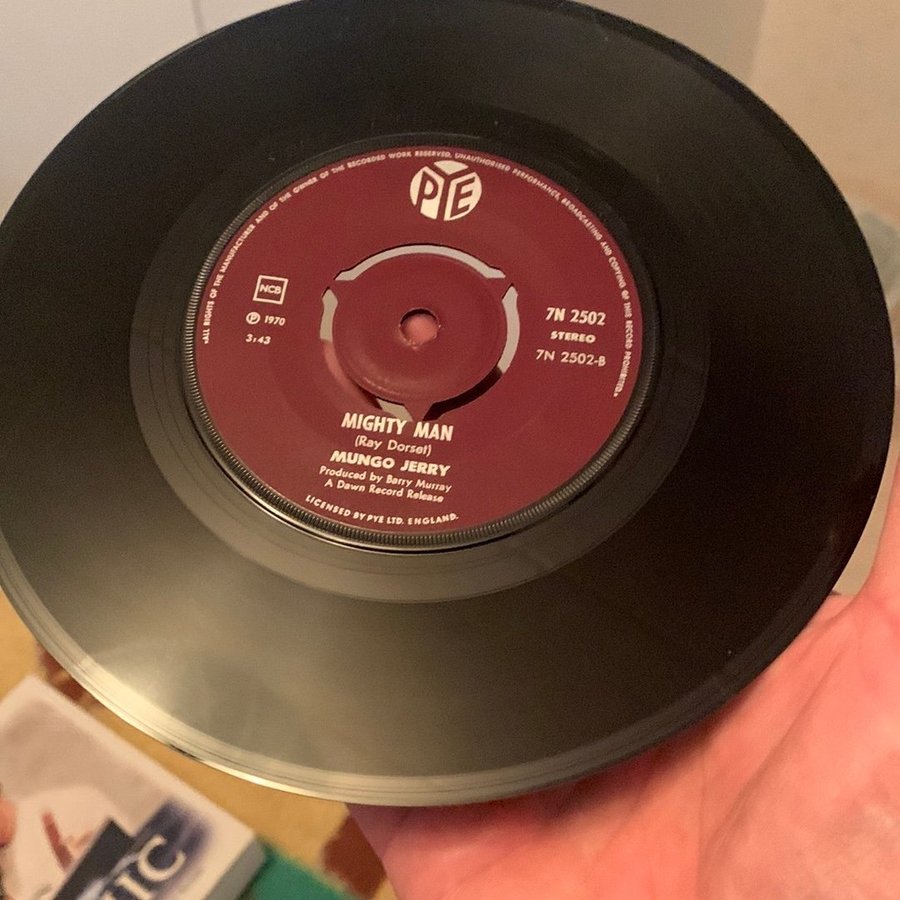 «ALL RIGHTS OF THE MANUFACTURER AND OF THE OWNER OF THE RECORDED WORK RESERVED. UNAUTHORISED PERFORMANCE, BROADCASTING AND COPYING OF THIS RECORD PROHIBITED.»
PYE
NCB
Ⓟ 1970
3:43
7N 2502
STEREO
7N 2502-B
MIGHTY MAN
(Ray Dorset)
MUNGO JERRY
Produced by Barry Murray
A Dawn Record Release
LICENSED BY PYE LTD. ENGLAND.